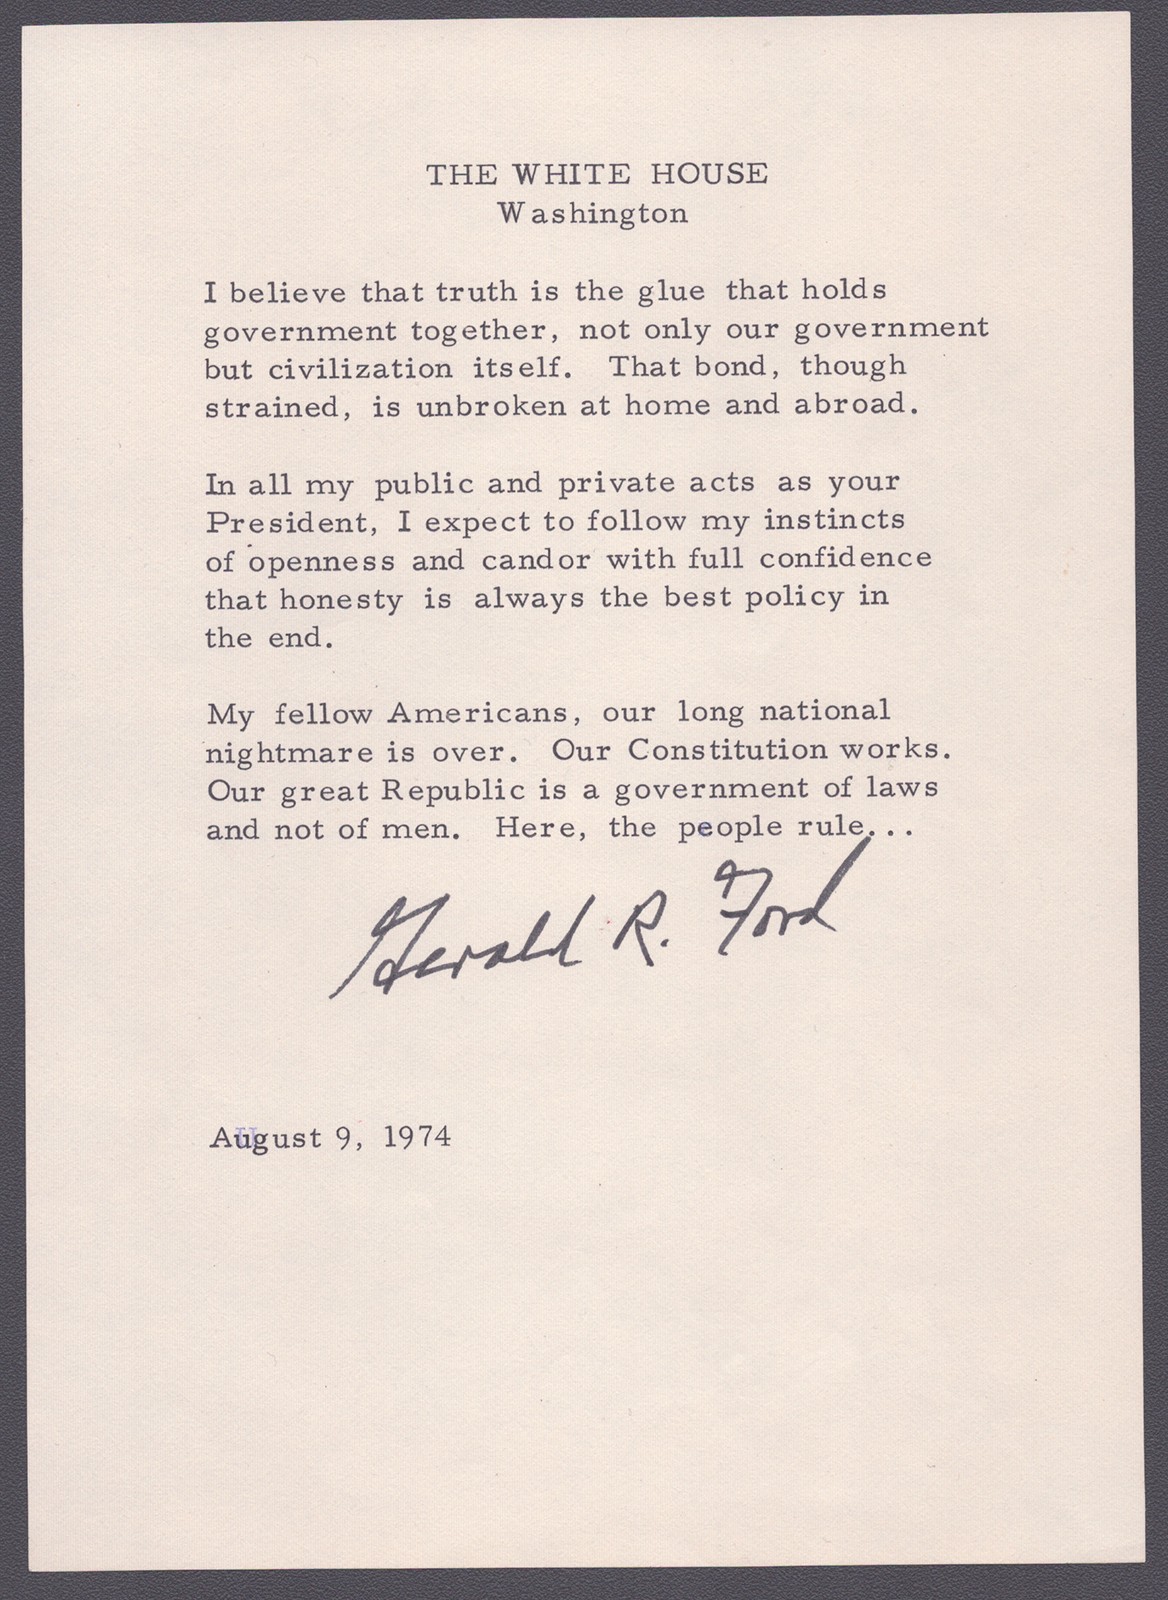 THE WHITE HOUSE
Washington
I believe that truth is the glue that holds
government together, not only our government
but civilization itself. That bond, though
strained, is unbroken at home and abroad.
In all my public and private acts as your
President, I expect to follow my instincts
of openness and candor with full confidence
that honesty is always the best policy in
the end.
My fellow Americans, our long national
nightmare is over. Our Constitution works.
Our great Republic is a government of laws
and not of men. Here, the people rule...
Gerald R. Ford
August 9, 1974